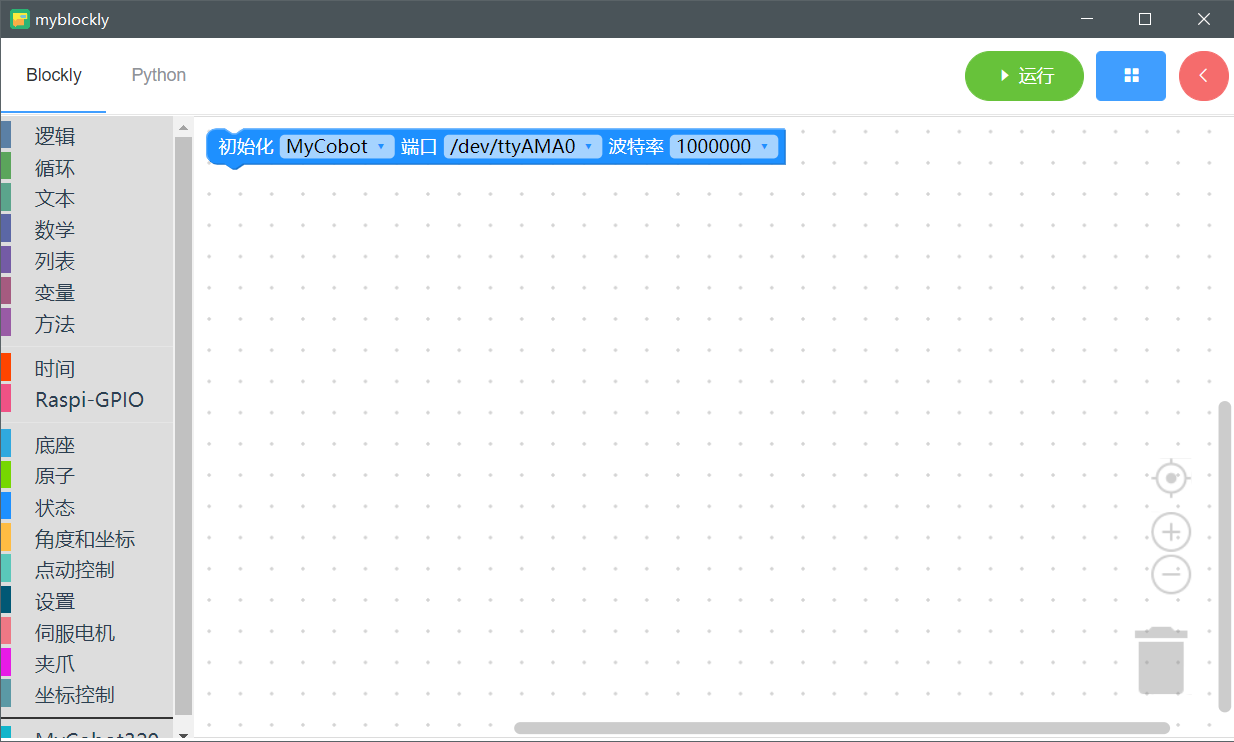 myblockly
Blockly Python 运行
初始化 MyCobot 端口 /dev/ttyAMA0 波特率 1000000
逻辑
循环
文本
数学
列表
变量
方法
时间
Raspi-GPIO
底座
原子
状态
角度和坐标
点动控制
设置
伺服电机
夹爪
坐标控制
MyCobot320